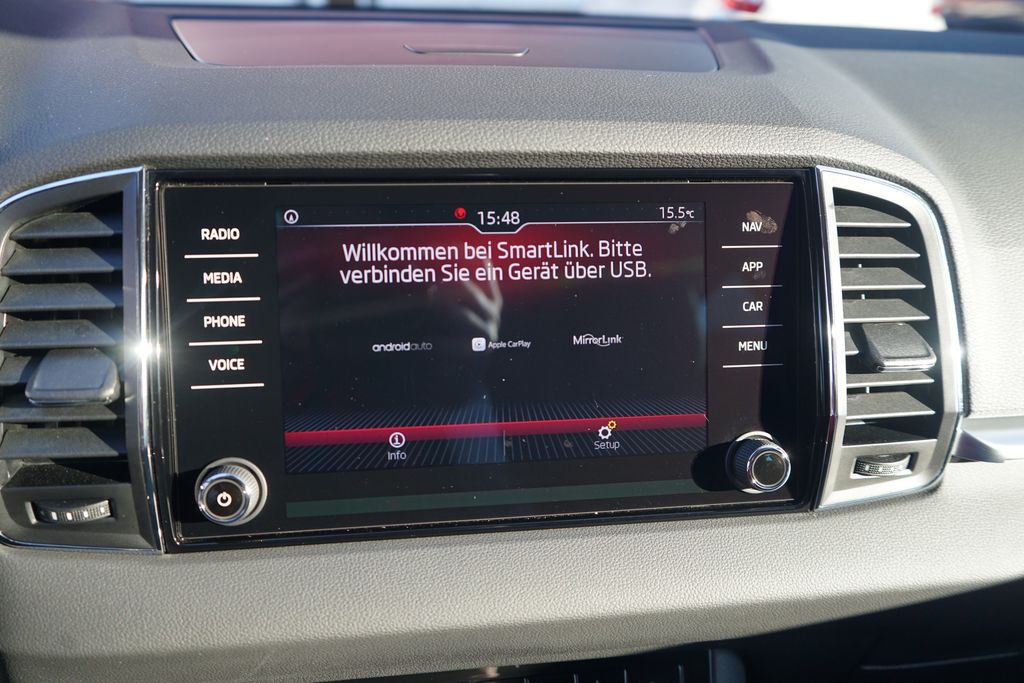 15:48
15.5°C
Willkommen bei SmartLink. Bitte
verbinden Sie ein Gerät über USB.
androidauto
Apple CarPlay
MirrorLink
Info
Setup
RADIO
MEDIA
PHONE
VOICE
NAV
APP
CAR
MENU